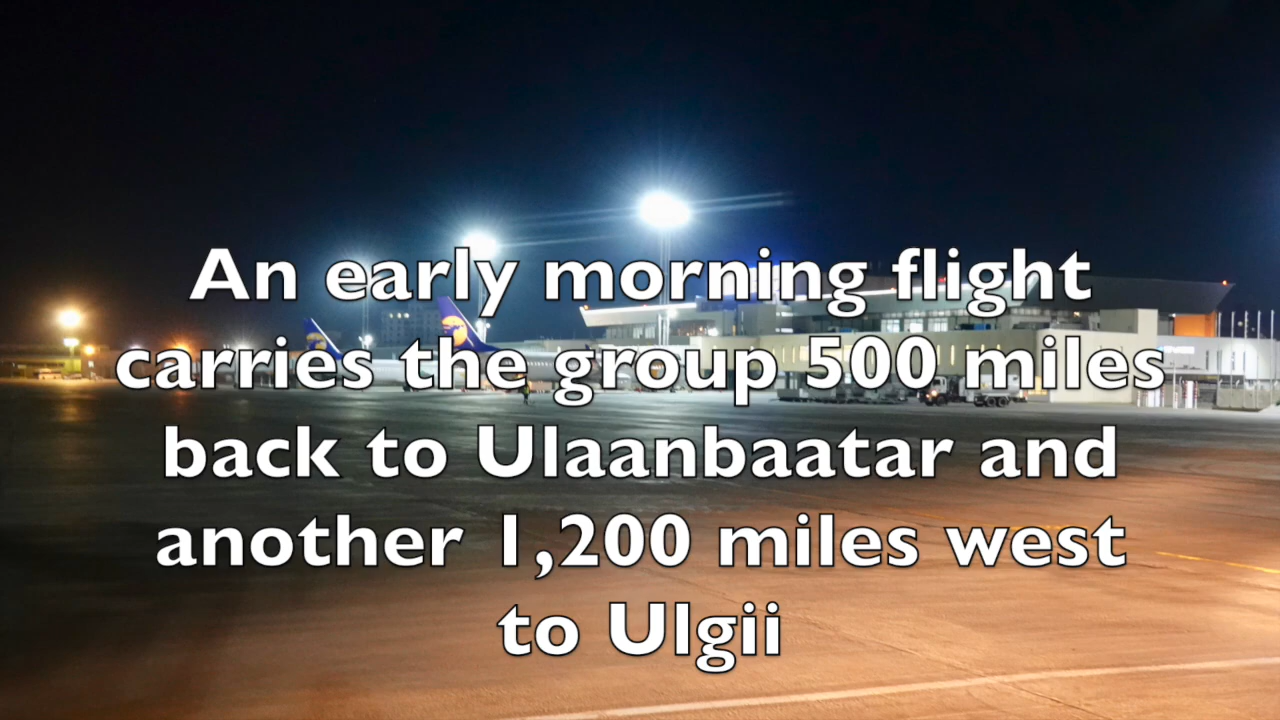 An early morning flight
carries the group 500 miles
back to Ulaanbaatar and
another 1,200 miles west
to Ulgii